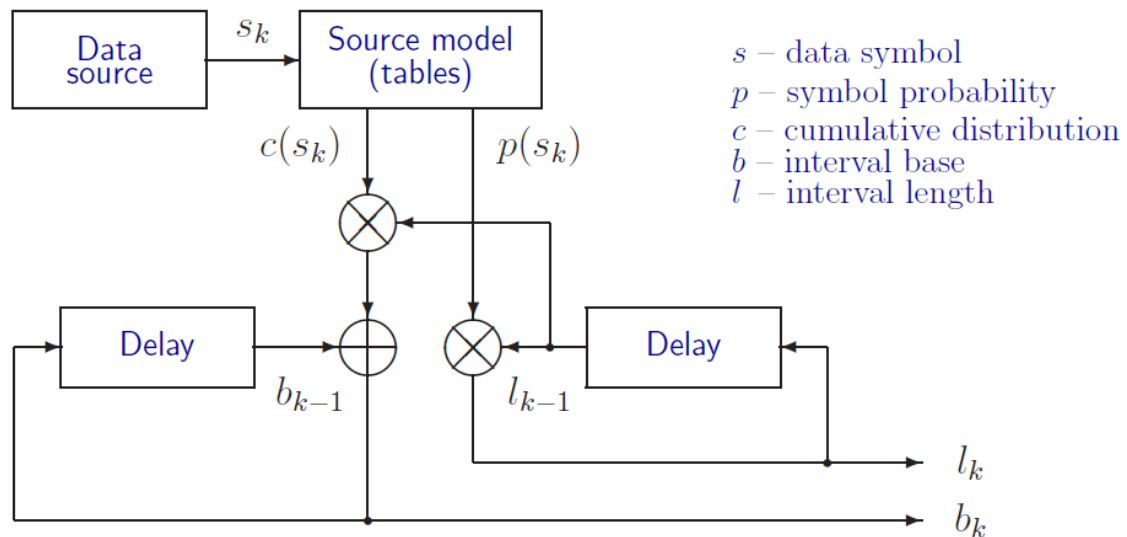 Data
source
s_k
Source model
(tables)
s – data symbol
p – symbol probability
c – cumulative distribution
b – interval base
l – interval length
c(s_k)
p(s_k)
Delay
Delay
b_{k−1}
l_{k−1}
l_k
b_k